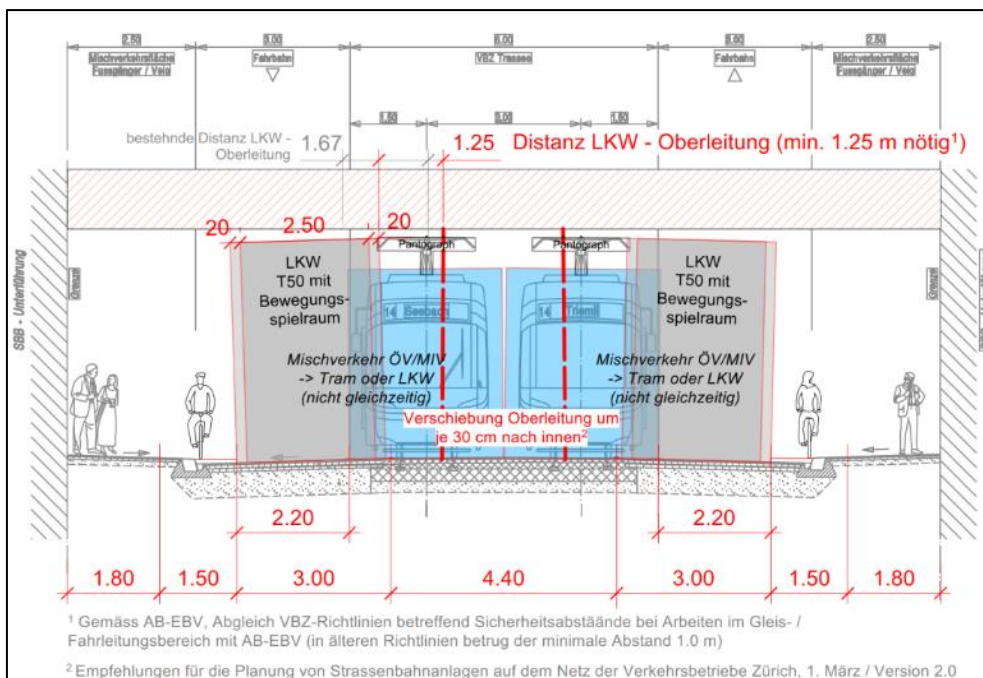 2.50 3.00 6.00 3.00 2.50
Mischverkehrsfläche Fahrbahn VBZ Trassee Fahrbahn Mischverkehrsfläche
Fussgänger / Velo Fussgänger / Velo
1.50 3.00 1.50
bestehnde Distanz LKW - 1.67 1.25 Distanz LKW - Oberleitung (min. 1.25 m nötig¹)
Oberleitung
20 2.50 20
Pantograph Pantograph
LKW LKW
T50 mit T50 mit
Bewegungs- Bewegungs-
spielraum spielraum
SBB - Unterführung
Grenze Grenze
14 Seebach 14 Triemli
Mischverkehr ÖV/MIV Mischverkehr ÖV/MIV
-> Tram oder LKW -> Tram oder LKW
(nicht gleichzeitig) (nicht gleichzeitig)
Verschiebung Oberleitung um
je 30 cm nach innen²
2.20 2.20
1.80 1.50 3.00 4.40 3.00 1.50 1.80
¹ Gemäss AB-EBV, Abgleich VBZ-Richtlinien betreffend Sicherheitsabstäände bei Arbeiten im Gleis- /
Fahrleitungsbereich mit AB-EBV (in älteren Richtlinien betrug der minimale Abstand 1.0 m)
² Empfehlungen für die Planung von Strassenbahnanlagen auf dem Netz der Verkehrsbetriebe Zürich, 1. März / Version 2.0